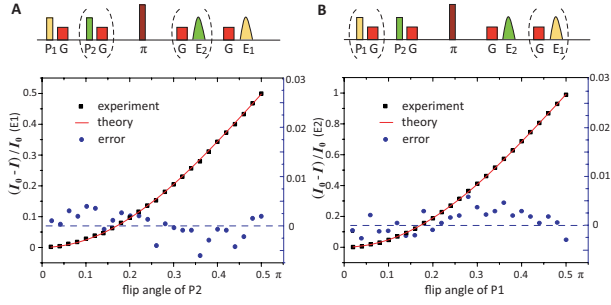 A
P1 G P2 G π G E2 G E1
0.5
0.4
0.3
0.2
0.1
0
0.03
0.02
0.01
0
(I0 - I) / I0 (E1)
experiment
theory
error
0.0 0.1 0.2 0.3 0.4 0.5 π
flip angle of P2
B
P1 G P2 G π G E2 G E1
1
0.8
0.6
0.4
0.2
0
0.03
0.02
0.01
0
(I0 - I) / I0 (E2)
experiment
theory
error
0.0 0.1 0.2 0.3 0.4 0.5 π
flip angle of P1